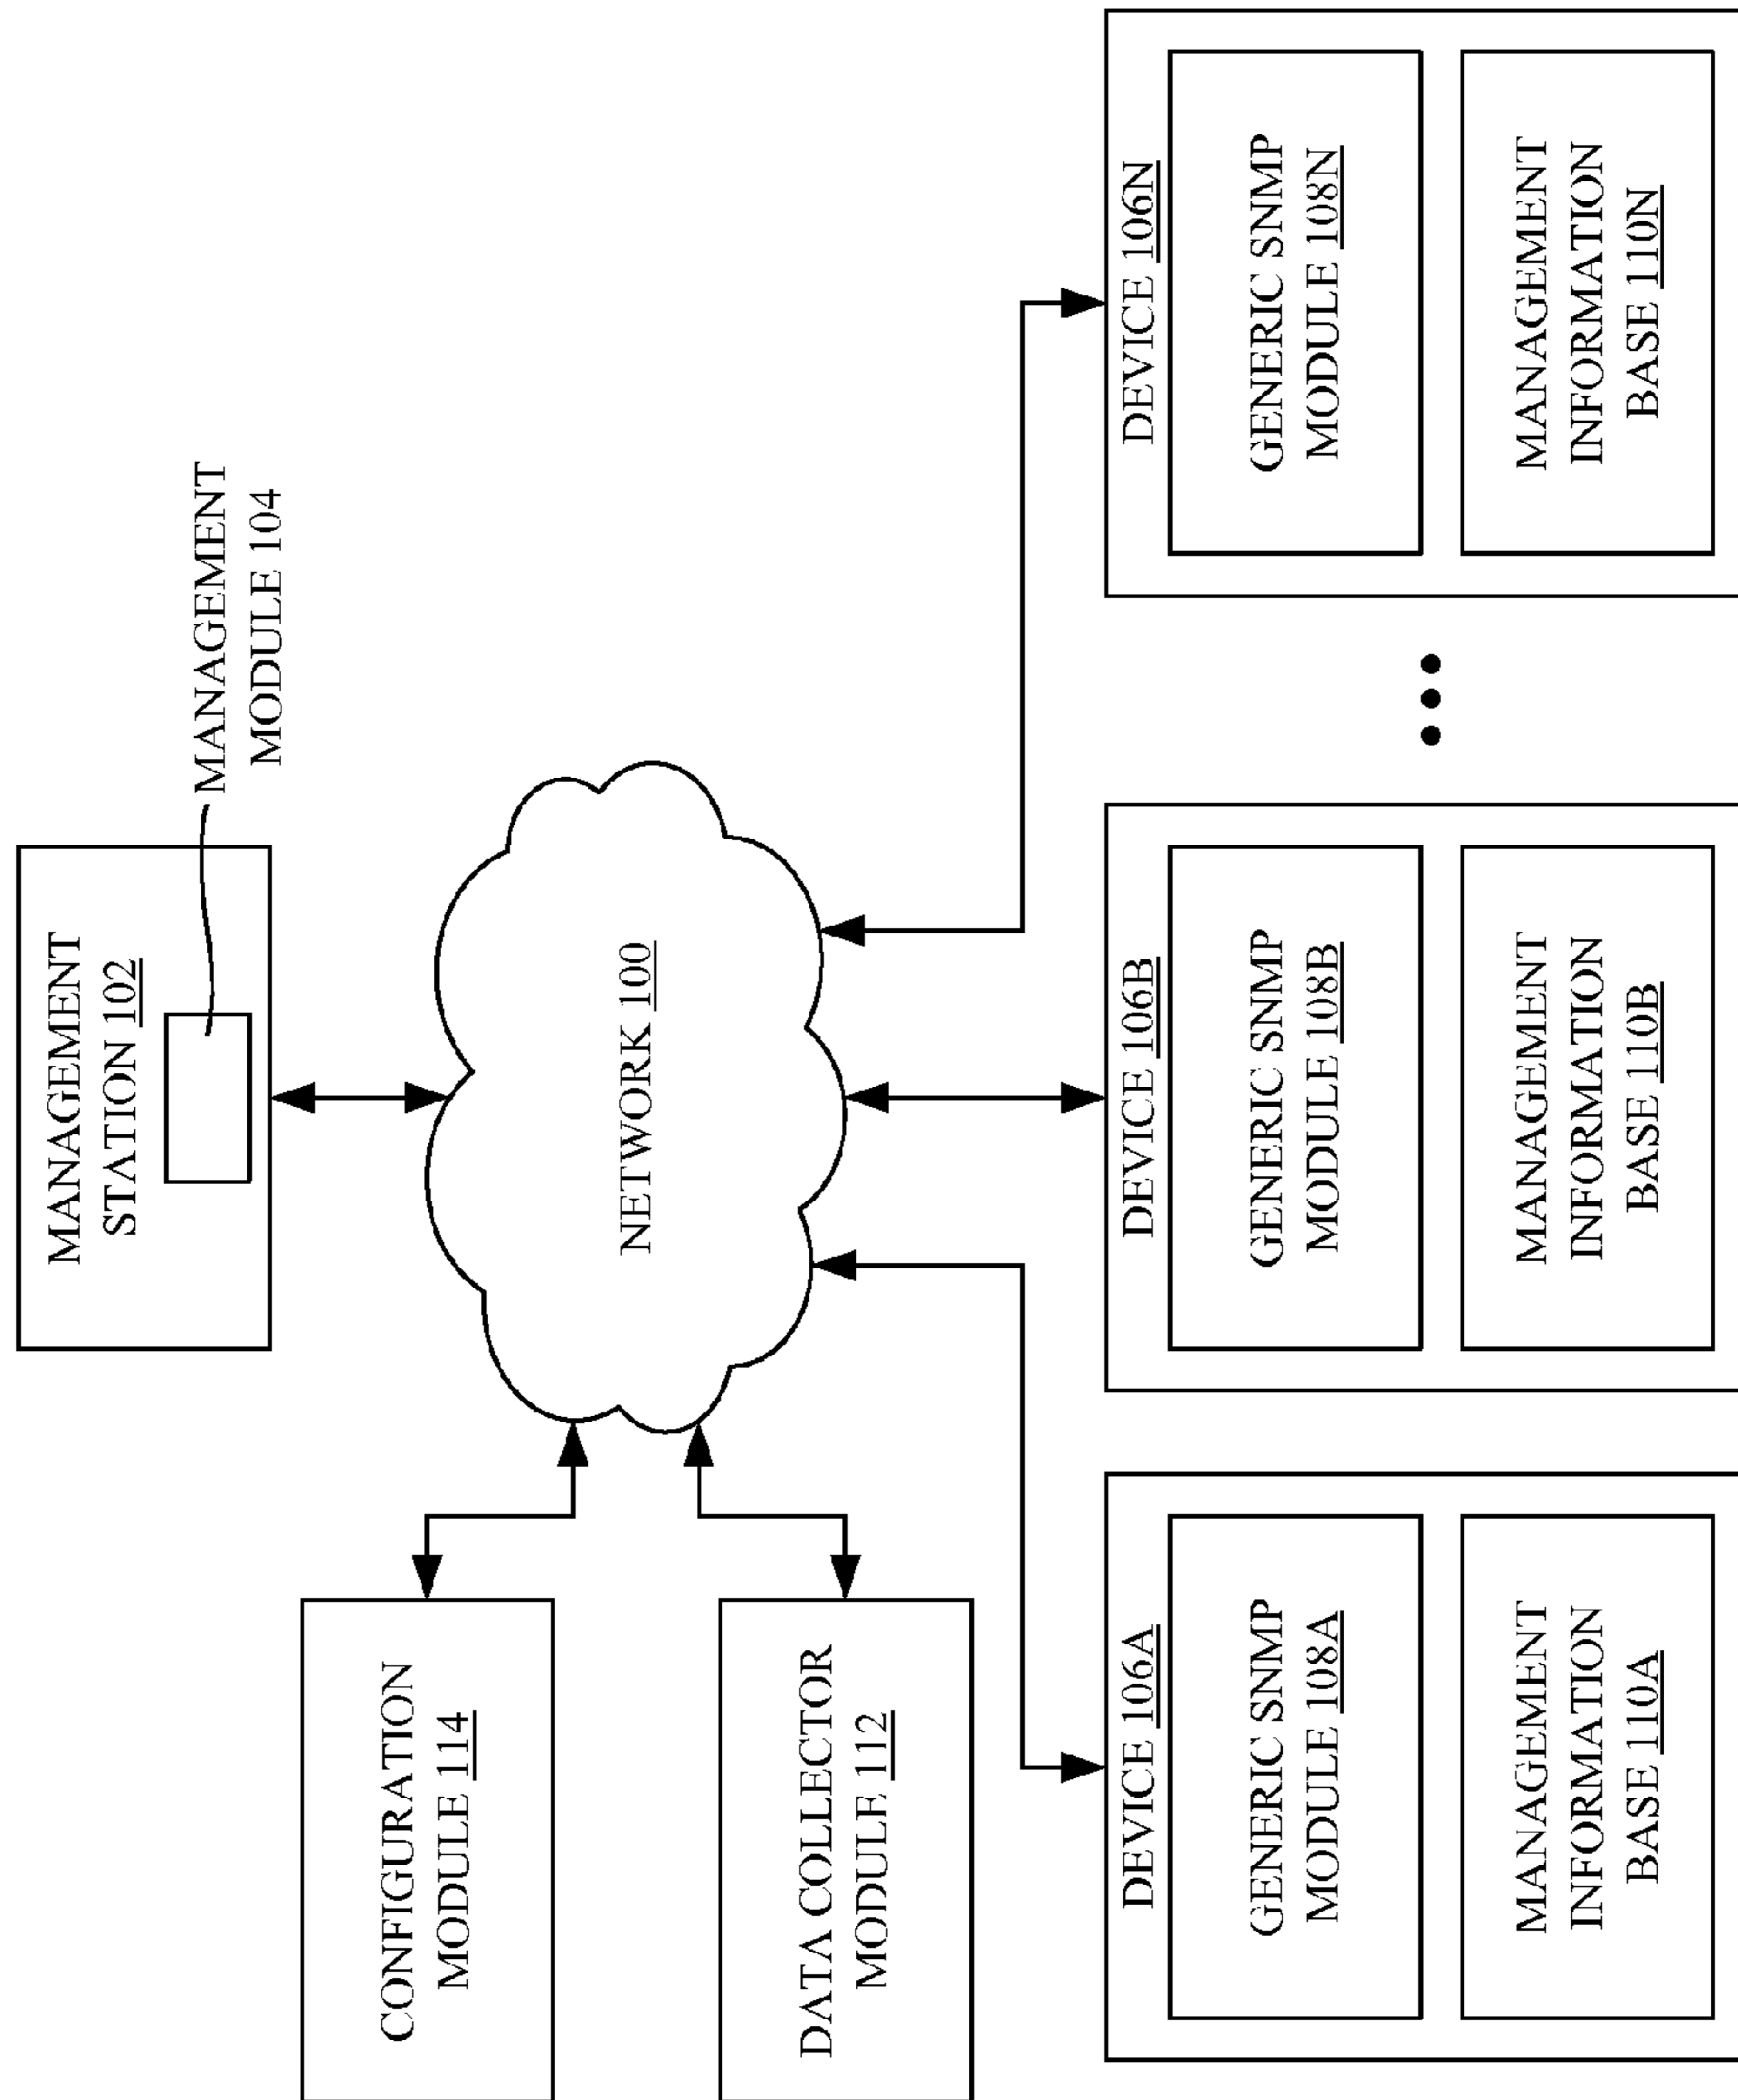 MANAGEMENT
STATION 102
MANAGEMENT
MODULE 104
CONFIGURATION
MODULE 114
NETWORK 100
DATA COLLECTOR
MODULE 112
DEVICE 106A
GENERIC SNMP
MODULE 108A
MANAGEMENT
INFORMATION
BASE 110A
DEVICE 106B
GENERIC SNMP
MODULE 108B
MANAGEMENT
INFORMATION
BASE 110B
DEVICE 106N
GENERIC SNMP
MODULE 108N
MANAGEMENT
INFORMATION
BASE 110N